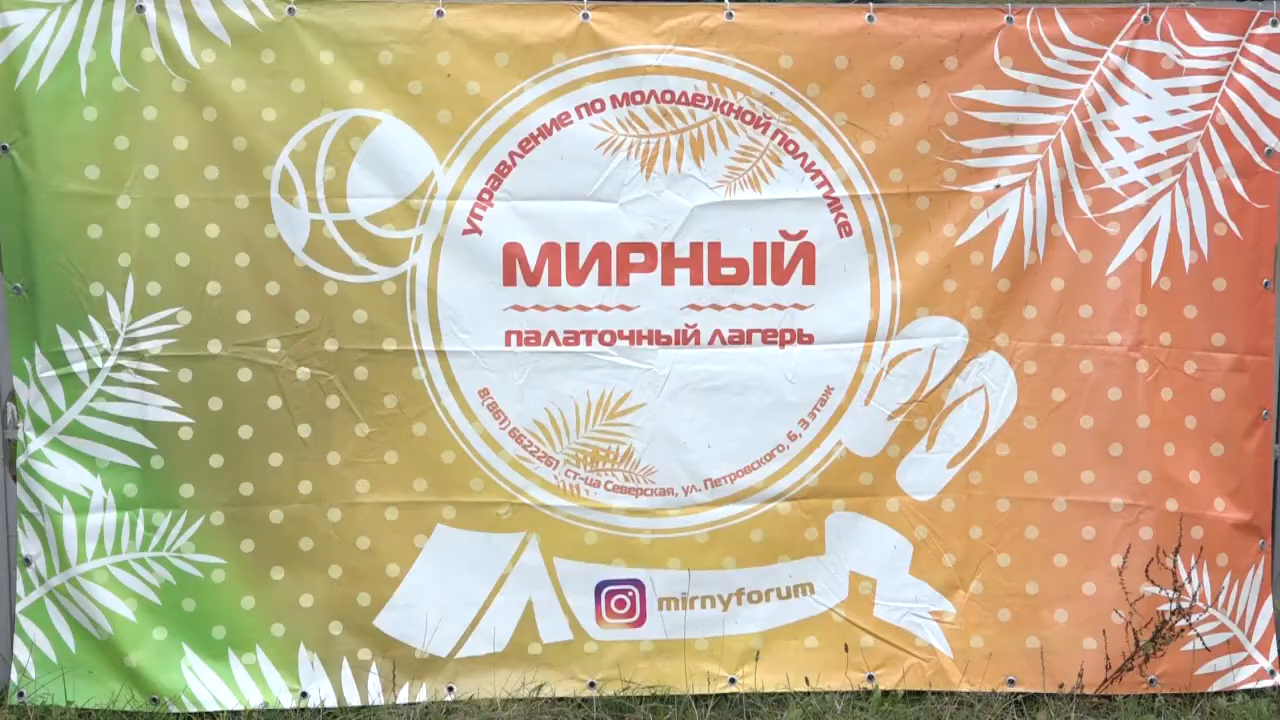 управление по молодежной политике
МИРНЫЙ
палаточный лагерь
8(861) 6622261 ст-ца Северская, ул. Петровского, 6, 3 этаж
mirnyforum